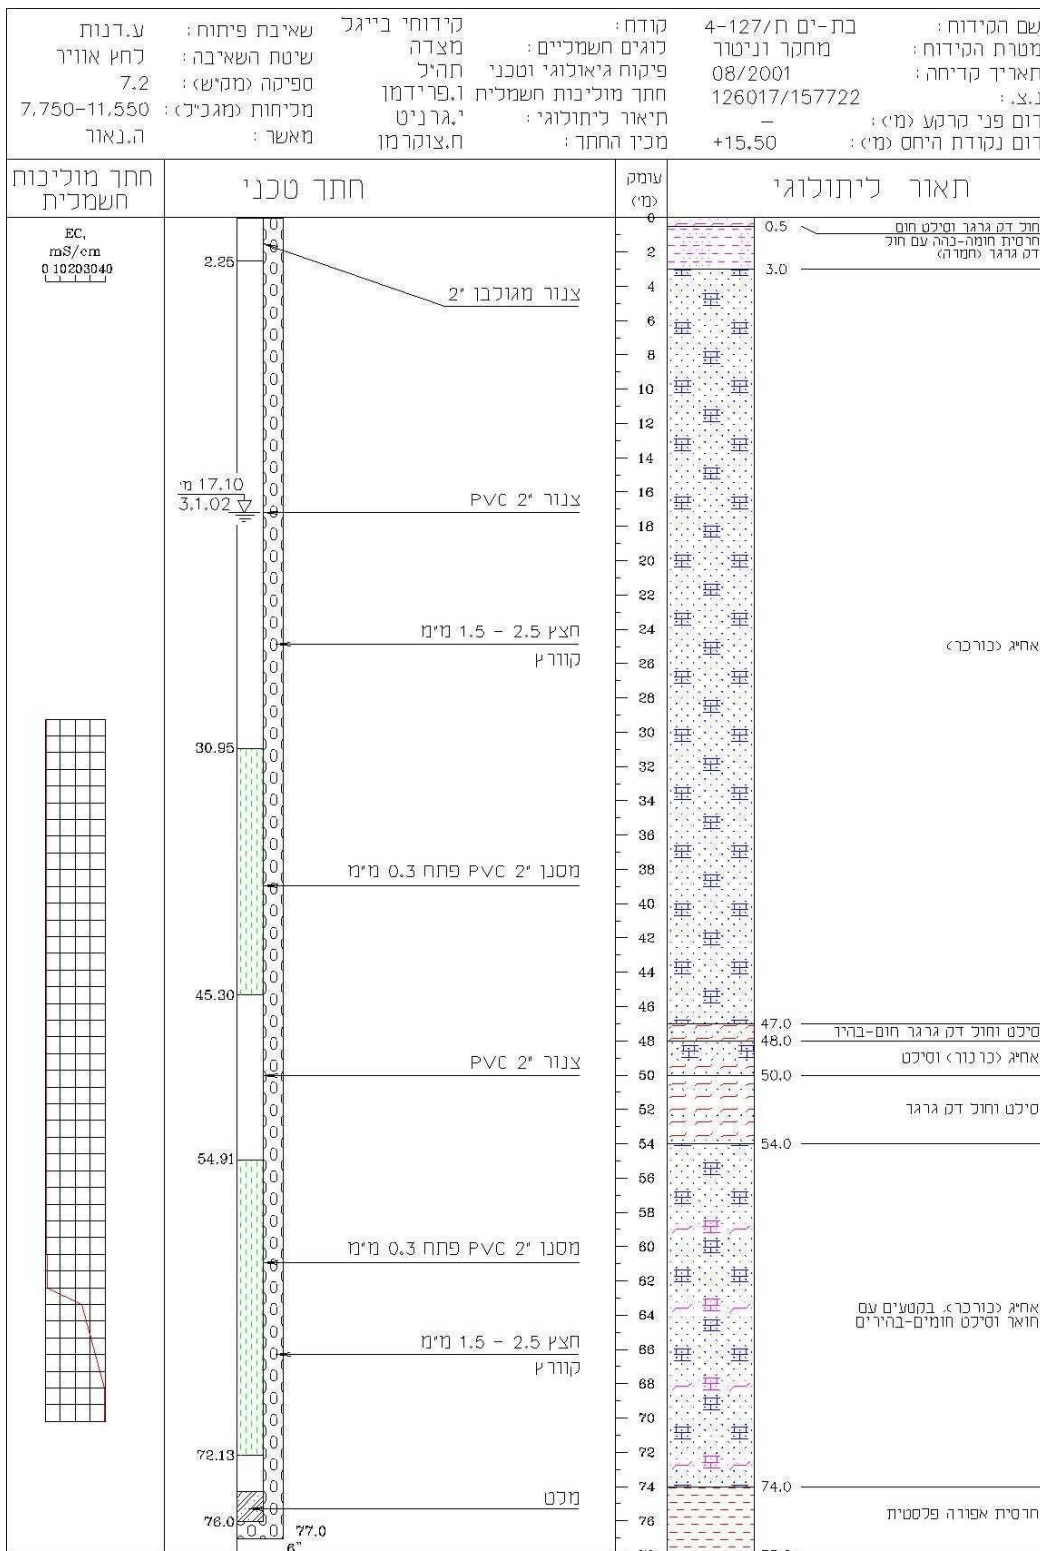 שם הקידוח: בת-ים ת/4-127
מטרת הקידוח: מחקר וניטור
תאריך קדיחה: 08/2001
נ.צ.: 126017/157722
רום פני קרקע (מ'): –
רום נקודת היחס (מ'): +15.50
קודח: קידוחי בייגל
לוגים חשמליים: מצדה
פיקוח גיאולוגי וטכני תה"ל
חתך מוליכות חשמלית ו.פרידמן
תיאור ליתולוגי: י.גרניט
מכין החתך: ח.צוקרמן
שאיבת פיתוח: ע.דנות
שיטת השאיבה: לחץ אוויר
ספיקה (מק"ש): 7.2
מליחות (מגכ"ל): 7,750-11,550
מאשר: ה.נאור
תאור ליתולוגי
עומק
(מ')
חתך טכני
חתך מוליכות
חשמלית
EC,
mS/cm
0 10203040
0
2
4
6
8
10
12
14
16
18
20
22
24
26
28
30
32
34
36
38
40
42
44
46
48
50
52
54
56
58
60
62
64
66
68
70
72
74
76
חול דק גרגר וסילט חום
0.5
חרסית חומה-כהה עם חול
דק גרגר (חמרה)
3.0
אח"ג (כורכר)
47.0
סילט וחול דק גרגר חום-בהיר
48.0
אח"ג (כורכר) וסילט
50.0
סילט וחול דק גרגר
54.0
אח"ג (כורכר), בקטעים עם
חואר וסילט חומים-בהירים
74.0
חרסית אפורה פלסטית
2.25
צנור מגולבן "2
17.10 מ'
3.1.02
צנור PVC 2"
חצץ 1.5 - 2.5 מ"מ
קוורץ
30.95
מסנן PVC 2" פתח 0.3 מ"מ
45.30
צנור PVC 2"
54.91
מסנן PVC 2" פתח 0.3 מ"מ
חצץ 1.5 - 2.5 מ"מ
קוורץ
72.13
מלט
76.0
77.0
6"